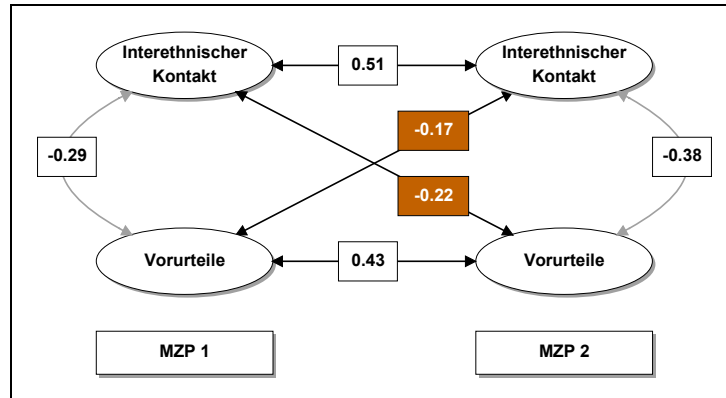 Interethnischer
Kontakt
0.51
Interethnischer
Kontakt
-0.17
-0.29
-0.38
-0.22
Vorurteile
0.43
Vorurteile
MZP 1
MZP 2